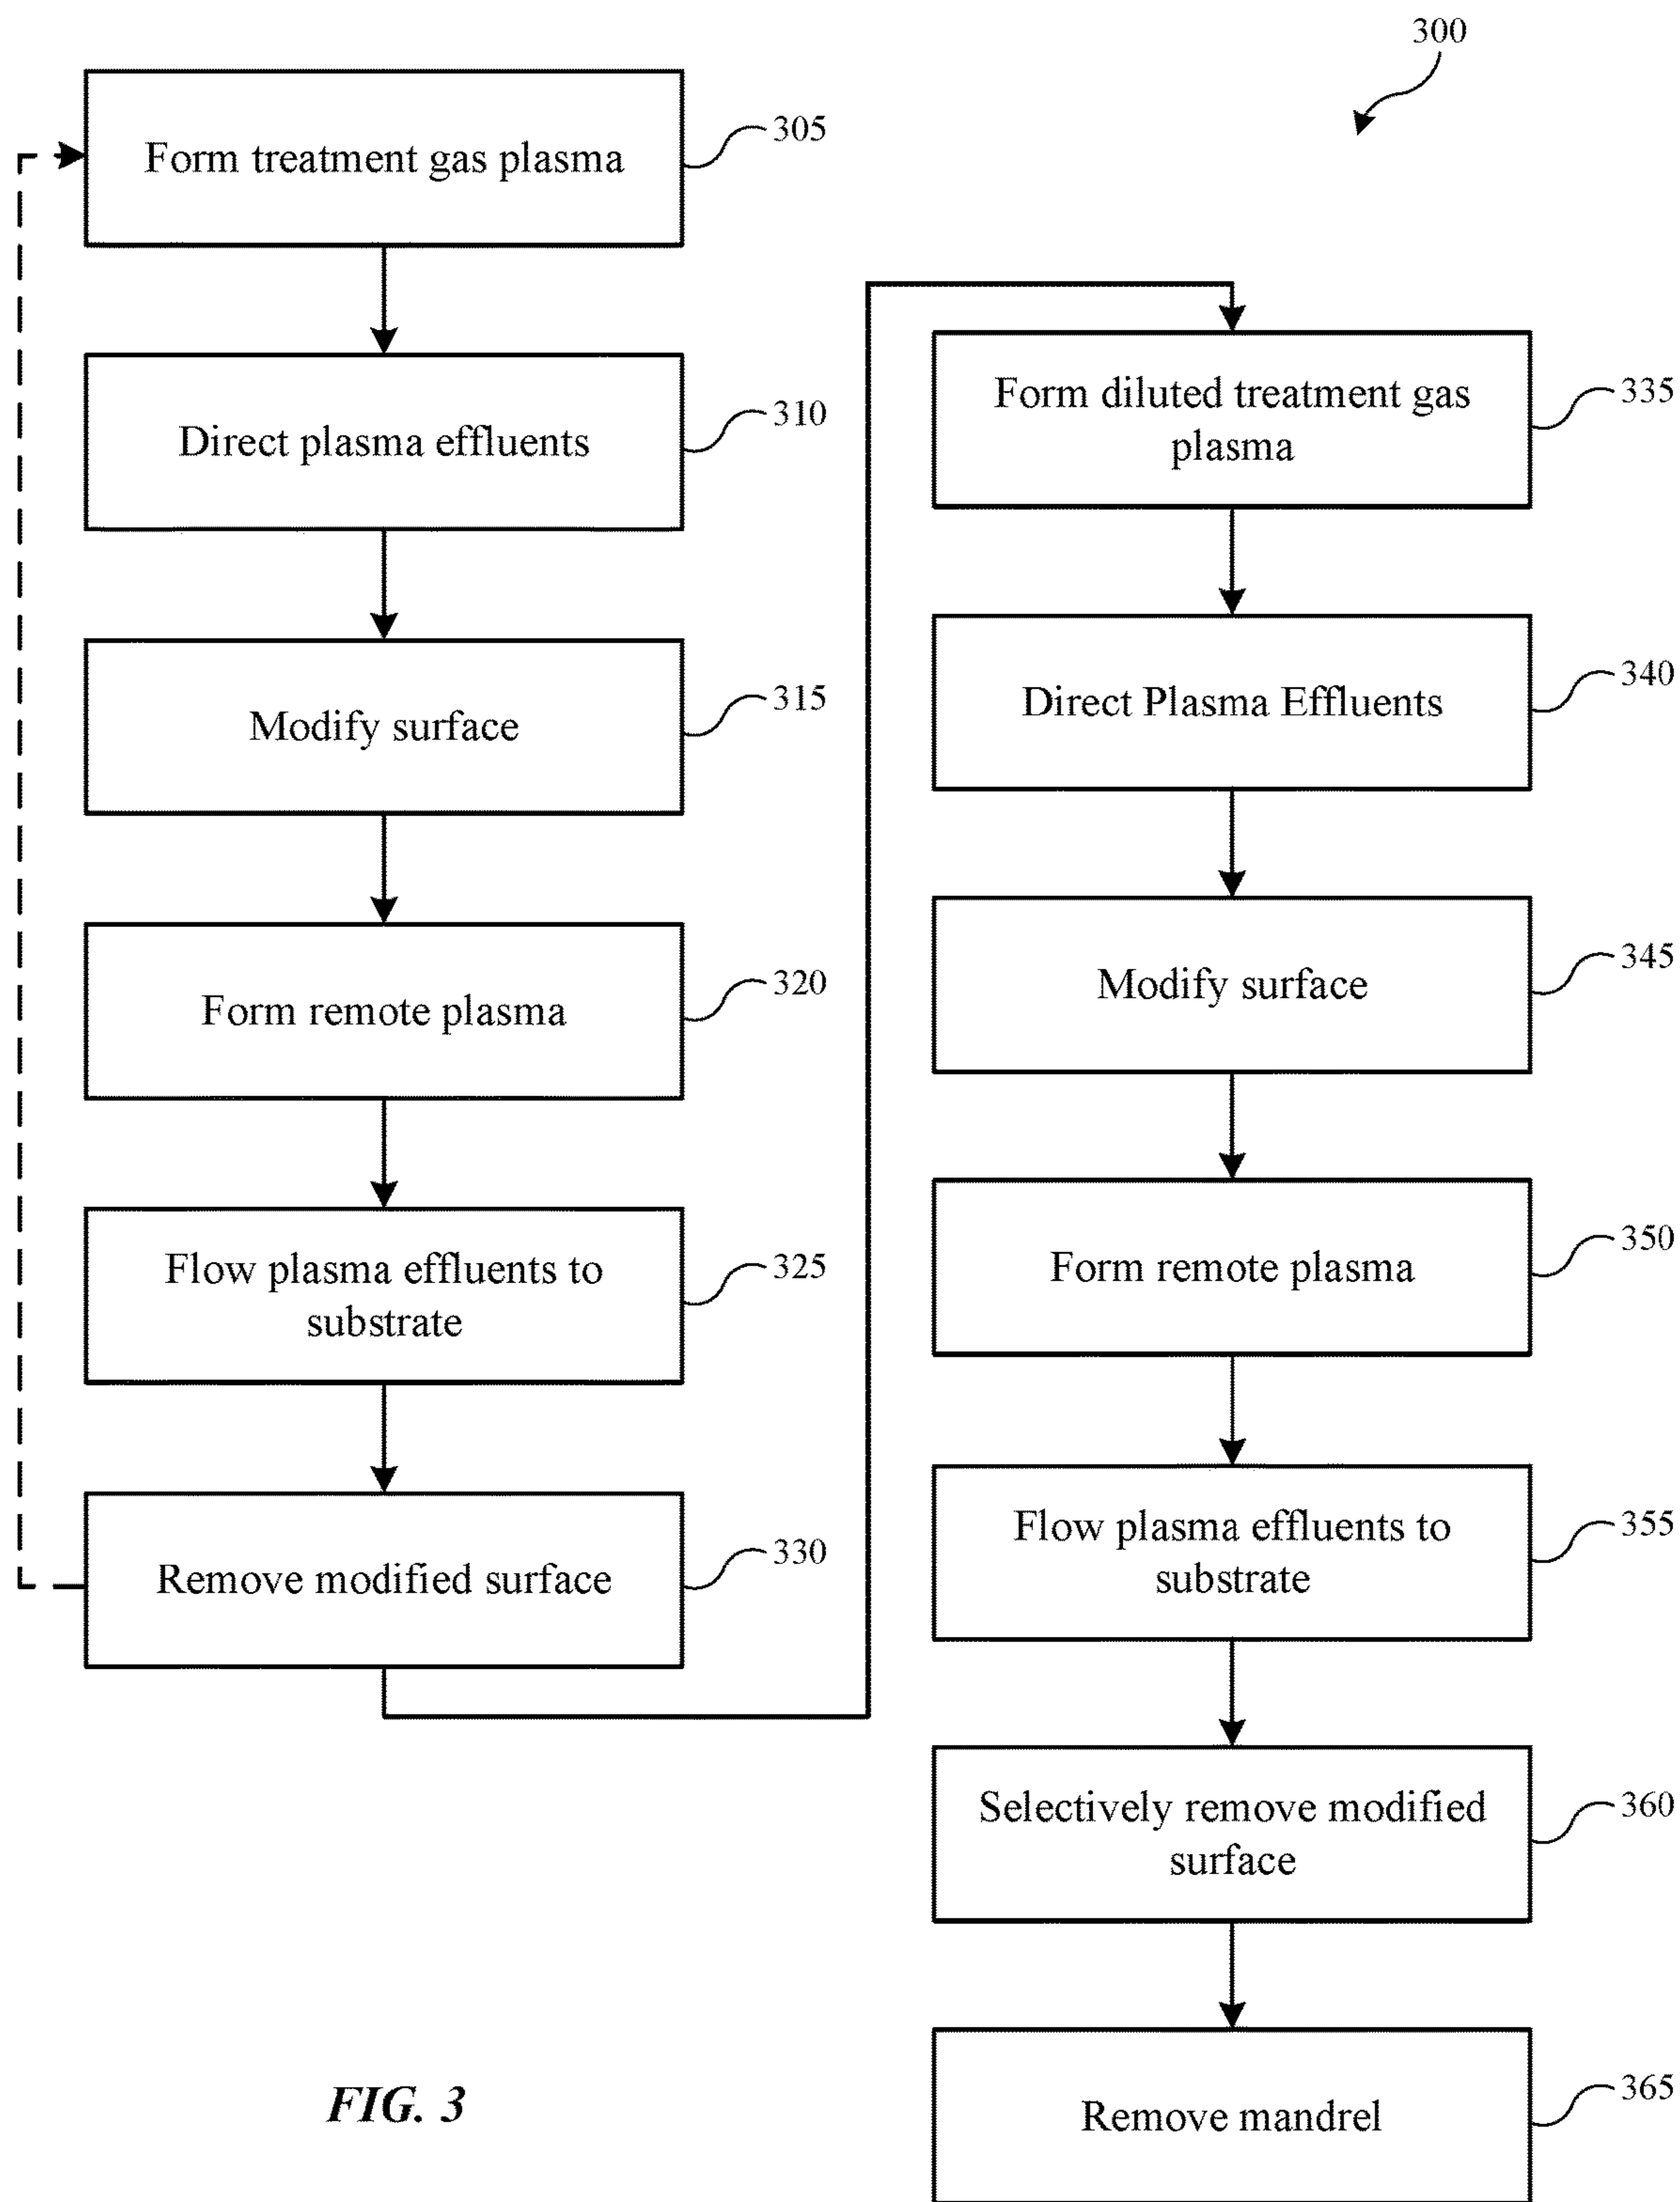 300
Form treatment gas plasma
305
Direct plasma effluents
310
Modify surface
315
Form remote plasma
320
Flow plasma effluents to
substrate
325
Remove modified surface
330
Form diluted treatment gas
plasma
335
Direct Plasma Effluents
340
Modify surface
345
Form remote plasma
350
Flow plasma effluents to
substrate
355
Selectively remove modified
surface
360
Remove mandrel
365
FIG. 3